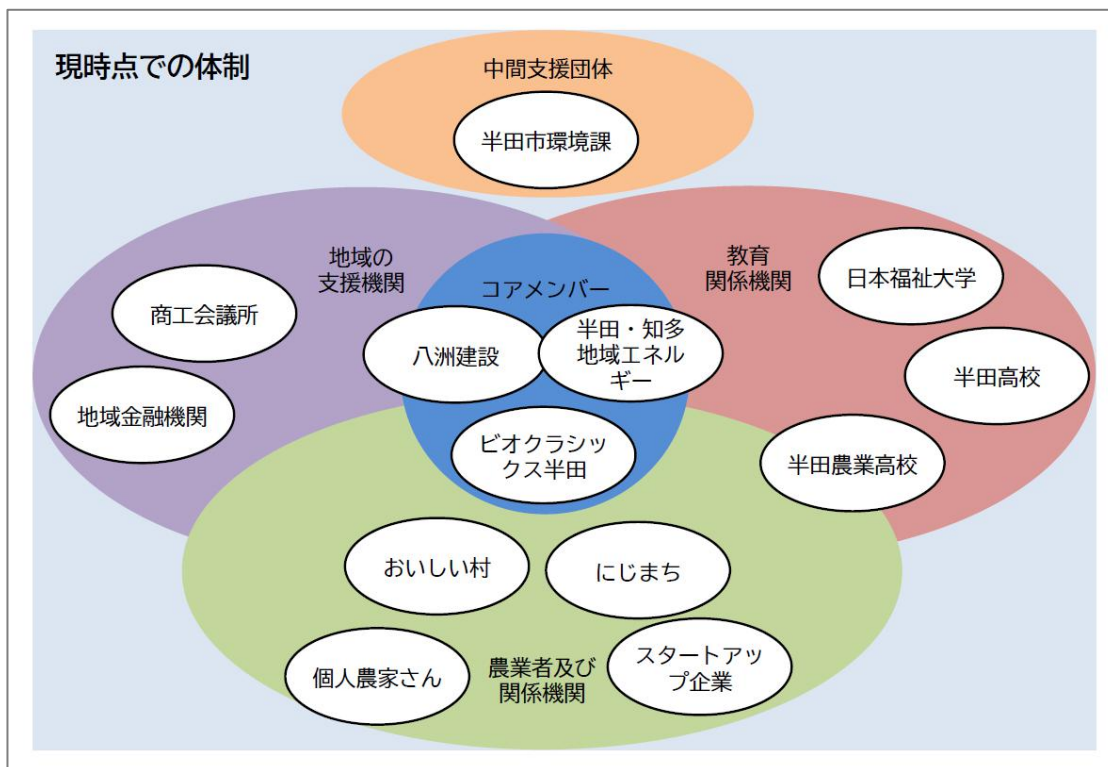 現時点での体制
中間支援団体
半田市環境課
地域の
支援機関
商工会議所
地域金融機関
コアメンバー
八洲建設
半田・知多
地域エネル
ギー
ビオクラシッ
クス半田
教育
関係機関
日本福祉大学
半田高校
半田農業高校
おいしい村
にじまち
個人農家さん
農業者及び
関係機関
スタートアッ
プ企業